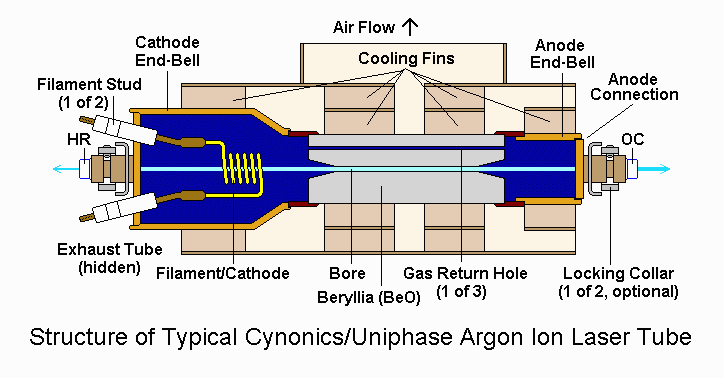 Air Flow ↑
Cathode
End-Bell
Cooling Fins
Anode
End-Bell
Filament Stud
(1 of 2)
Anode
Connection
HR
OC
Exhaust Tube
(hidden)
Filament/Cathode
Bore
Beryllia (BeO)
Gas Return Hole
(1 of 3)
Locking Collar
(1 of 2, optional)
Structure of Typical Cynonics/Uniphase Argon Ion Laser Tube